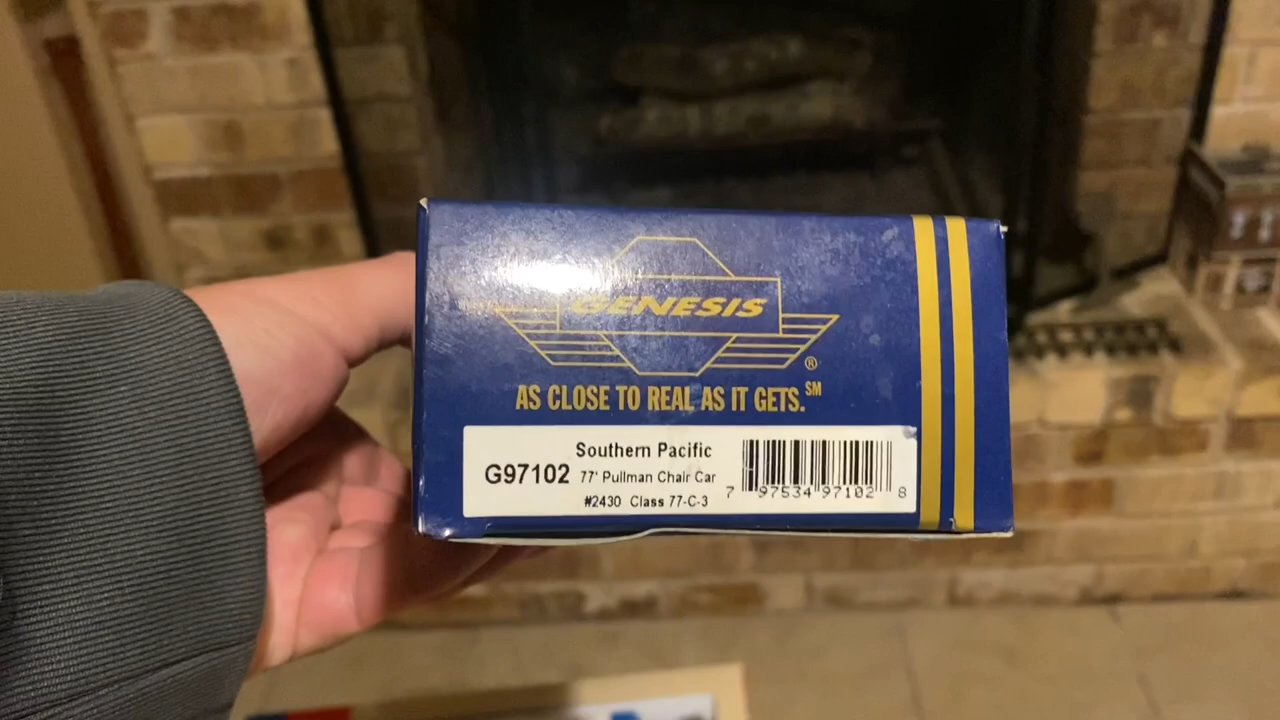 GENESIS
®
AS CLOSE TO REAL AS IT GETS.℠
Southern Pacific
G97102 77' Pullman Chair Car
#2430 Class 77-C-3
7 97534 97102 8